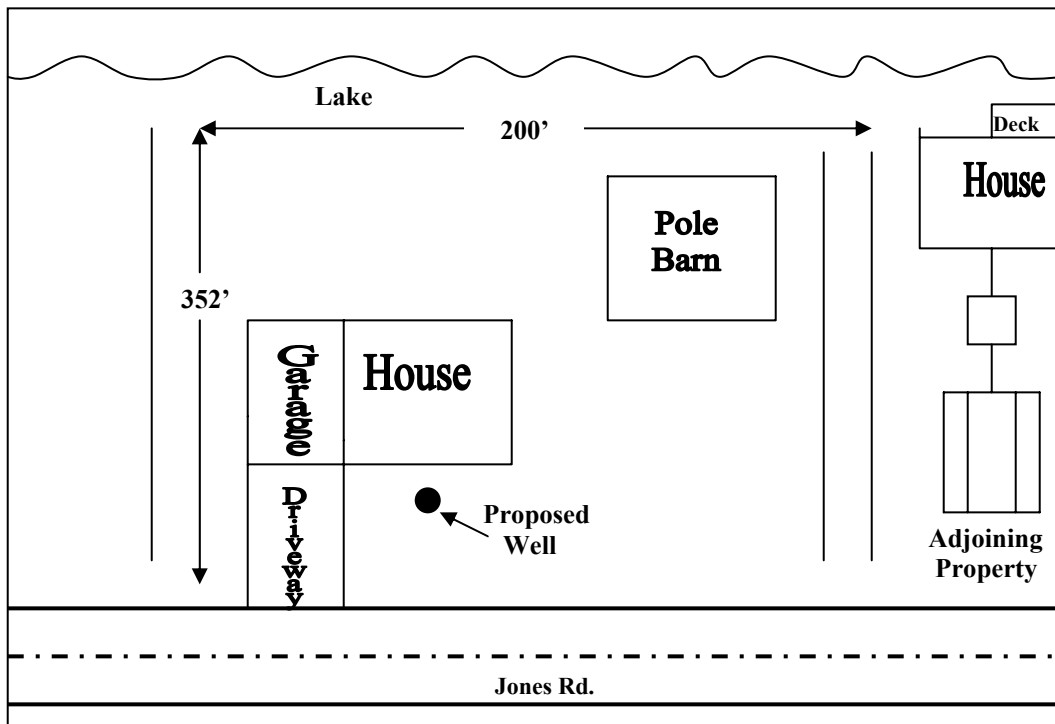 Lake
200’
Deck
House
Pole
Barn
352’
Garage
House
Driveway
Proposed
Well
Adjoining
Property
Jones Rd.